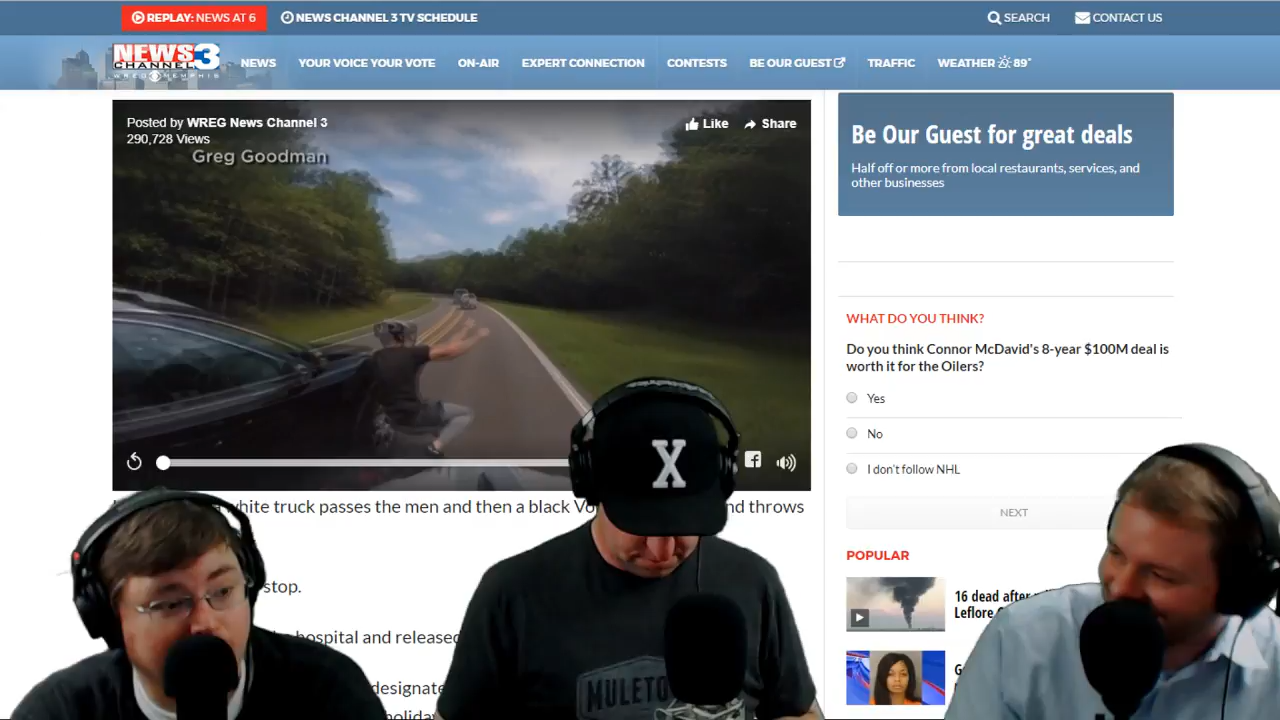 REPLAY: NEWS AT 6
NEWS CHANNEL 3 TV SCHEDULE
SEARCH
CONTACT US
NEWS 3
CHANNEL
WREG MEMPHIS
NEWS
YOUR VOICE YOUR VOTE
ON-AIR
EXPERT CONNECTION
CONTESTS
BE OUR GUEST
TRAFFIC
WEATHER 89°
Posted by WREG News Channel 3
290,728 Views
Greg Goodman
Like
Share
white truck passes the men and then a black
nd throws
stop.
hospital and released
designate
holida
Be Our Guest for great deals
Half off or more from local restaurants, services, and
other businesses
WHAT DO YOU THINK?
Do you think Connor McDavid's 8-year $100M deal is
worth it for the Oilers?
Yes
No
I don't follow NHL
NEXT
POPULAR
16 dead after
Leflore
X
MULETO